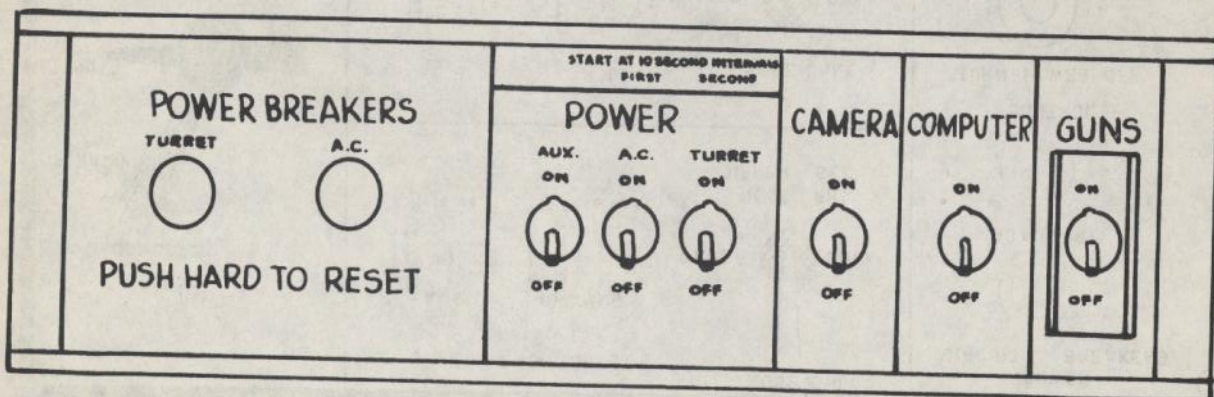 START AT 10 SECOND INTERVALS
FIRST SECOND
POWER BREAKERS
TURRET A.C.
PUSH HARD TO RESET
POWER
AUX. A.C. TURRET
ON ON ON
OFF OFF OFF
CAMERA
ON
OFF
COMPUTER
ON
OFF
GUNS
ON
OFF